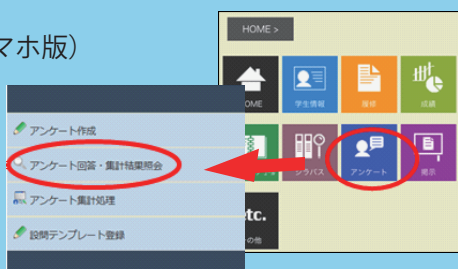 マホ版）
HOME >
OME
学生情報
履修
成績
シラバス
アンケート
掲示
etc.
の他
アンケート作成
アンケート回答・集計結果照会
アンケート集計処理
設問テンプレート登録